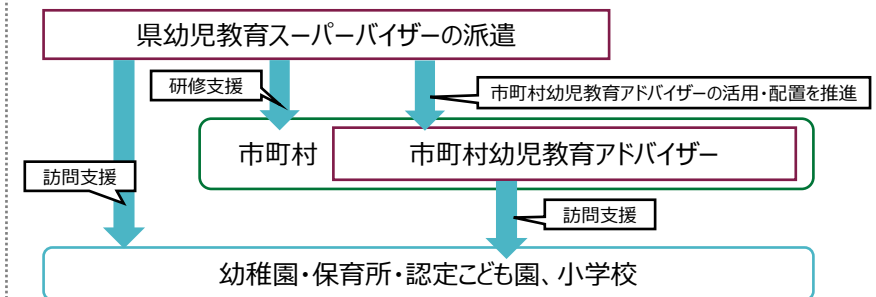 県幼児教育スーパーバイザーの派遣
研修支援
市町村幼児教育アドバイザーの活用・配置を推進
市町村
市町村幼児教育アドバイザー
訪問支援
訪問支援
幼稚園・保育所・認定こども園、小学校